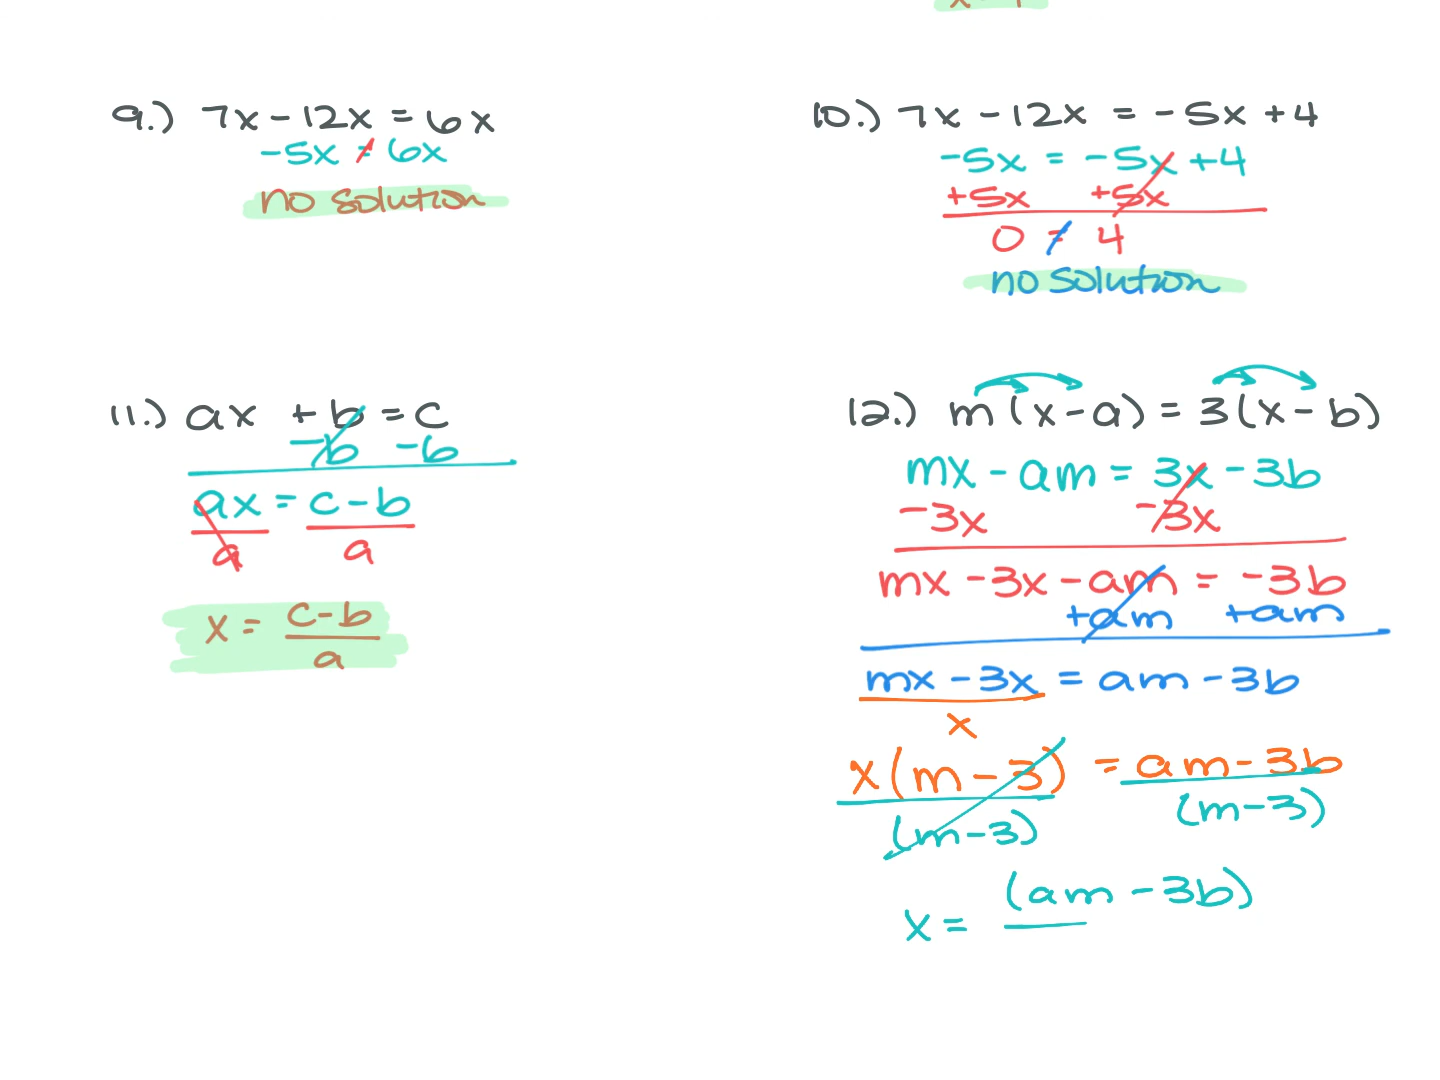 9.) 7x - 12x = 6x
-5x ≠ 6x
no solution
10.) 7x - 12x = -5x + 4
-5x = -5x + 4
+5x +5x
0 ≠ 4
no solution
11.) ax + b = c
-b -b
ax = c - b
a a
x = c - b
a
12.) m(x - a) = 3(x - b)
mx - am = 3x - 3b
-3x -3x
mx - 3x - am = -3b
+am +am
mx - 3x = am - 3b
x
x(m - 3) = am - 3b
(m - 3) (m - 3)
(am - 3b)
x =